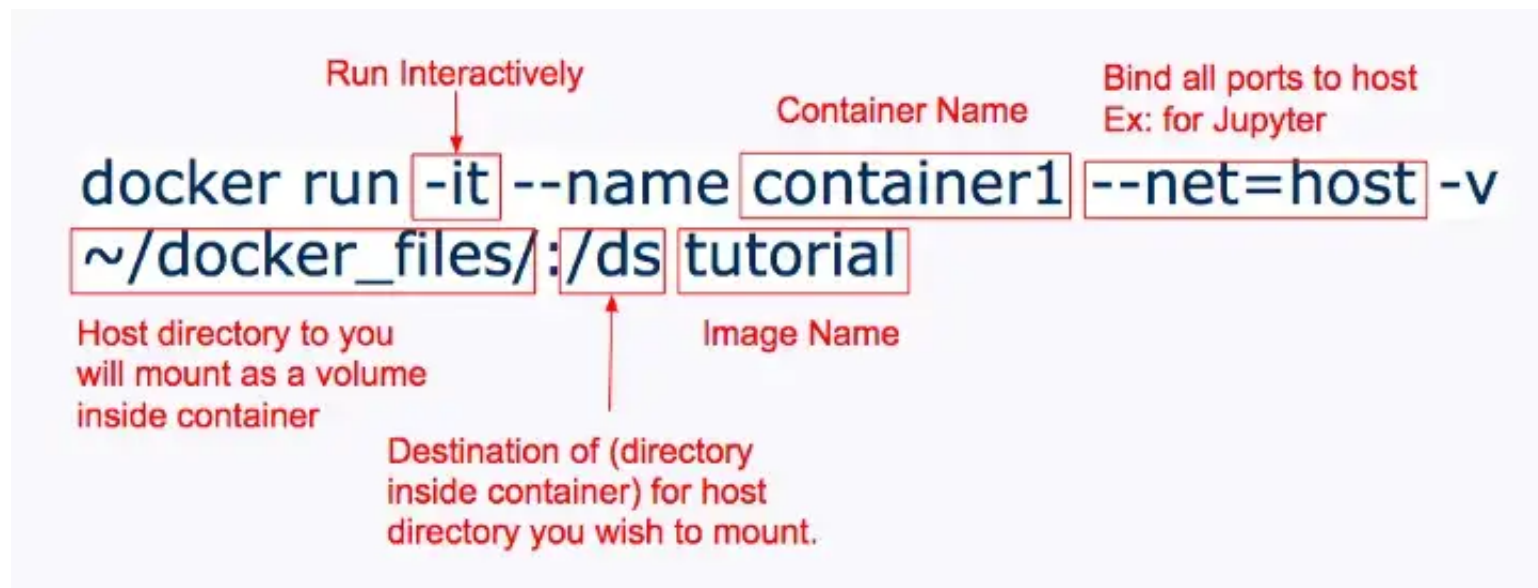 Run Interactively
Container Name
Bind all ports to host
Ex: for Jupyter
docker run -it --name container1 --net=host -v
~/docker_files/:/ds tutorial
Host directory to you
will mount as a volume
inside container
Image Name
Destination of (directory
inside container) for host
directory you wish to mount.